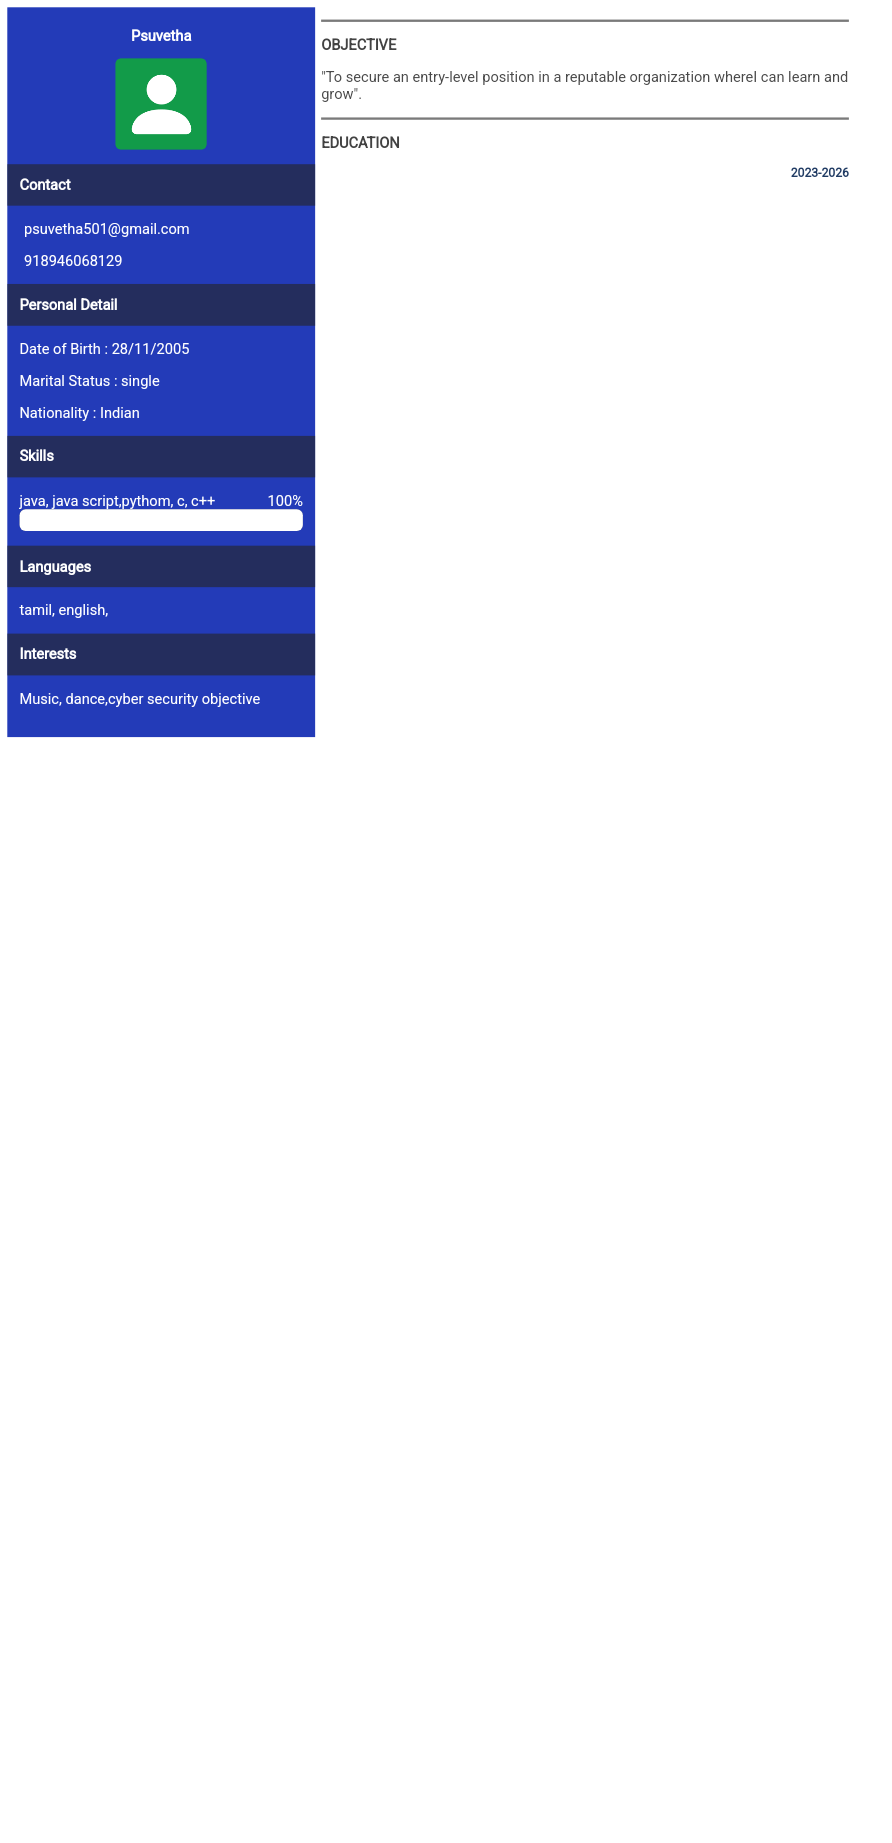 Psuvetha
Contact
psuvetha501@gmail.com
918946068129
Personal Detail
Date of Birth : 28/11/2005
Marital Status : single
Nationality : Indian
Skills
java, java script,pythom, c, c++ 100%
Languages
tamil, english,
Interests
Music, dance,cyber security objective
OBJECTIVE
"To secure an entry-level position in a reputable organization whereI can learn and
grow".
EDUCATION
2023-2026